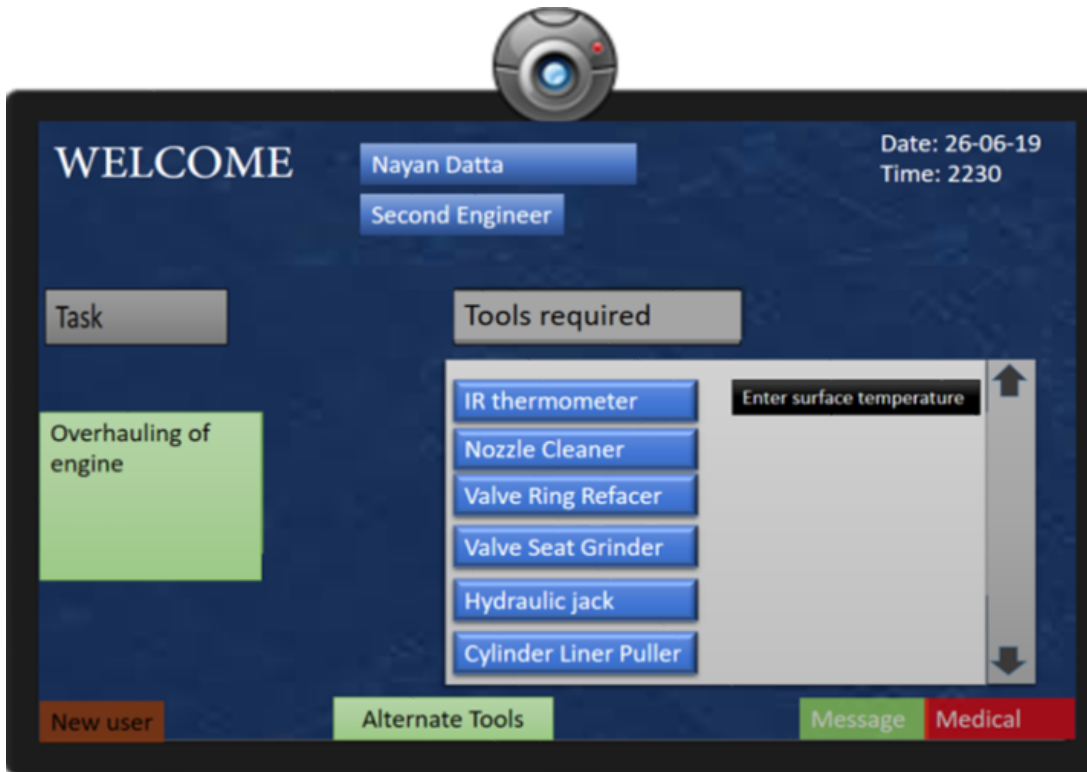 WELCOME
Nayan Datta
Second Engineer
Date: 26-06-19
Time: 2230
Task
Tools required
Overhauling of
engine
IR thermometer
Enter surface temperature
Nozzle Cleaner
Valve Ring Refacer
Valve Seat Grinder
Hydraulic jack
Cylinder Liner Puller
New user
Alternate Tools
Message
Medical